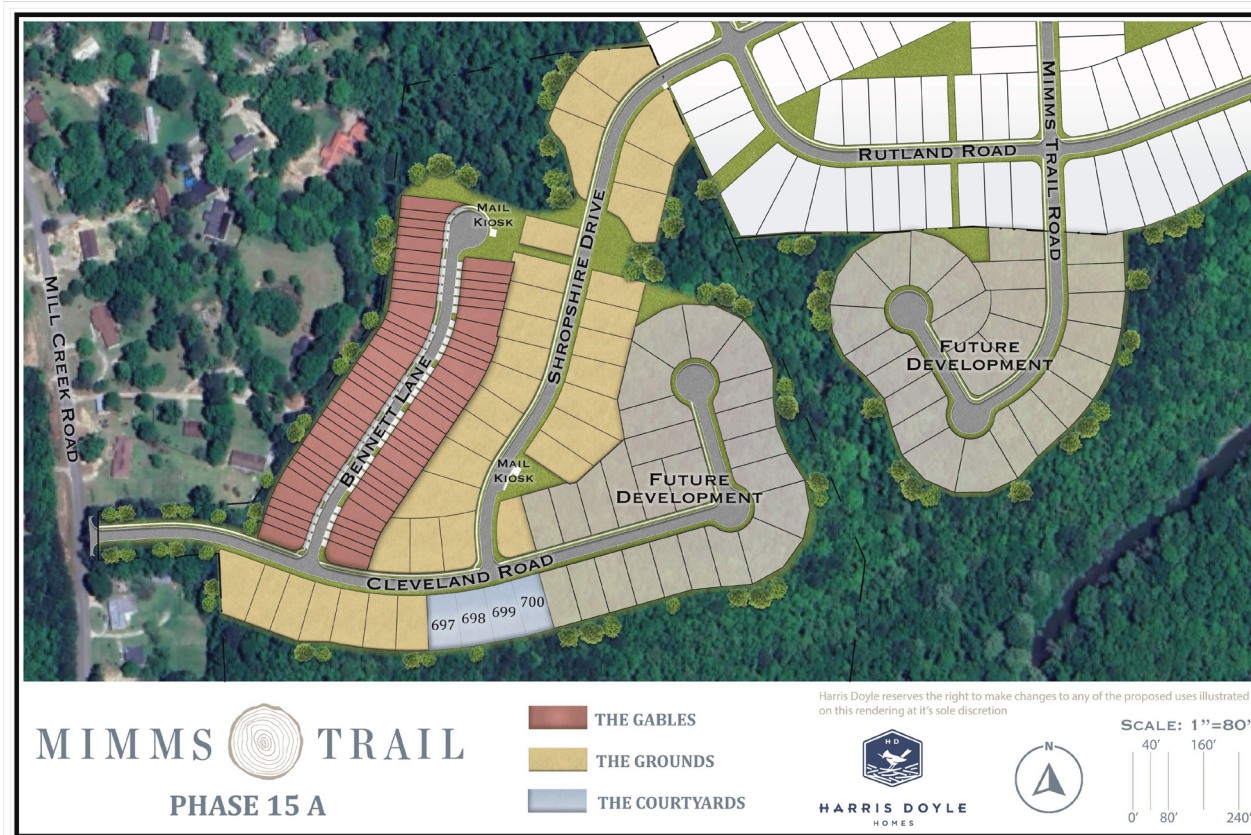 MAIL
KIOSK
RUTLAND ROAD
MIMMS TRAIL ROAD
SHROPSHIRE DRIVE
MILL CREEK ROAD
BENNETT LANE
FUTURE
DEVELOPMENT
MAIL
KIOSK
FUTURE
DEVELOPMENT
CLEVELAND ROAD
697 698 699 700
MIMMS TRAIL
PHASE 15 A
THE GABLES
THE GROUNDS
THE COURTYARDS
Harris Doyle reserves the right to make changes to any of the proposed uses illustrated
on this rendering at it's sole discretion
HD
HARRIS DOYLE
HOMES
N
SCALE: 1"=80'
40' 160'
0' 80' 240'